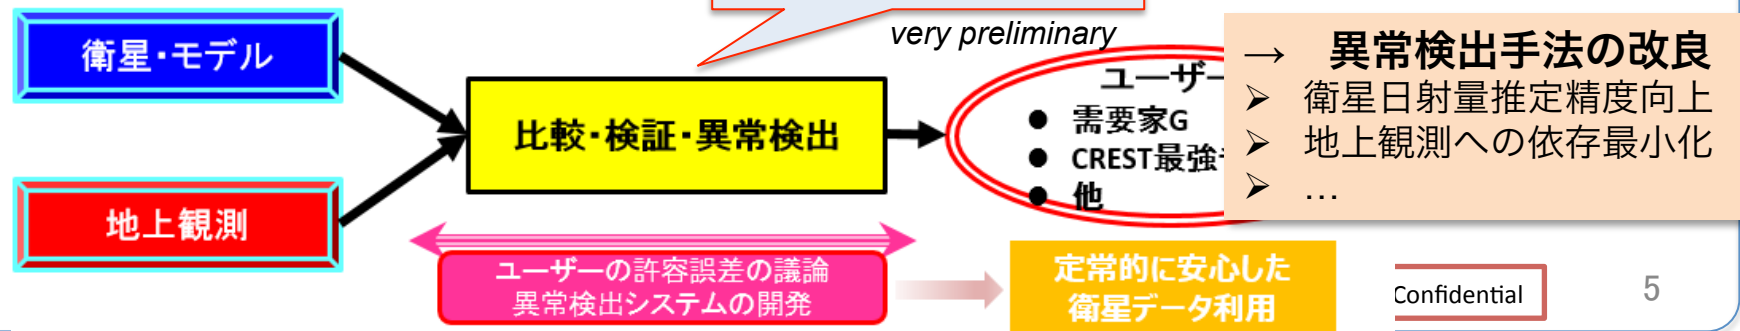 衛星・モデル
地上観測
比較・検証・異常検出
very preliminary
ユーザー
● 需要家G
● CREST最強
● 他
→ 異常検出手法の改良
➢ 衛星日射量推定精度向上
➢ 地上観測への依存最小化
➢ …
ユーザーの許容誤差の議論
異常検出システムの開発
定常的に安心した
衛星データ利用
Confidential
5